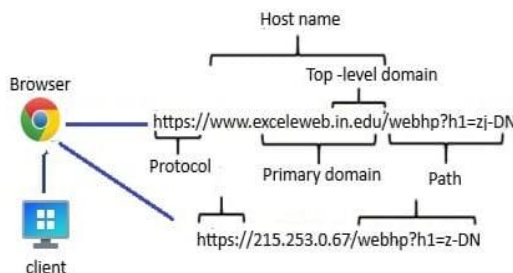 Host name
Browser
Top -level domain
https://www.exceleweb.in.edu/webhp?h1=zj-DN
Protocol
Primary domain
Path
https://215.253.0.67/webhp?h1=z-DN
client